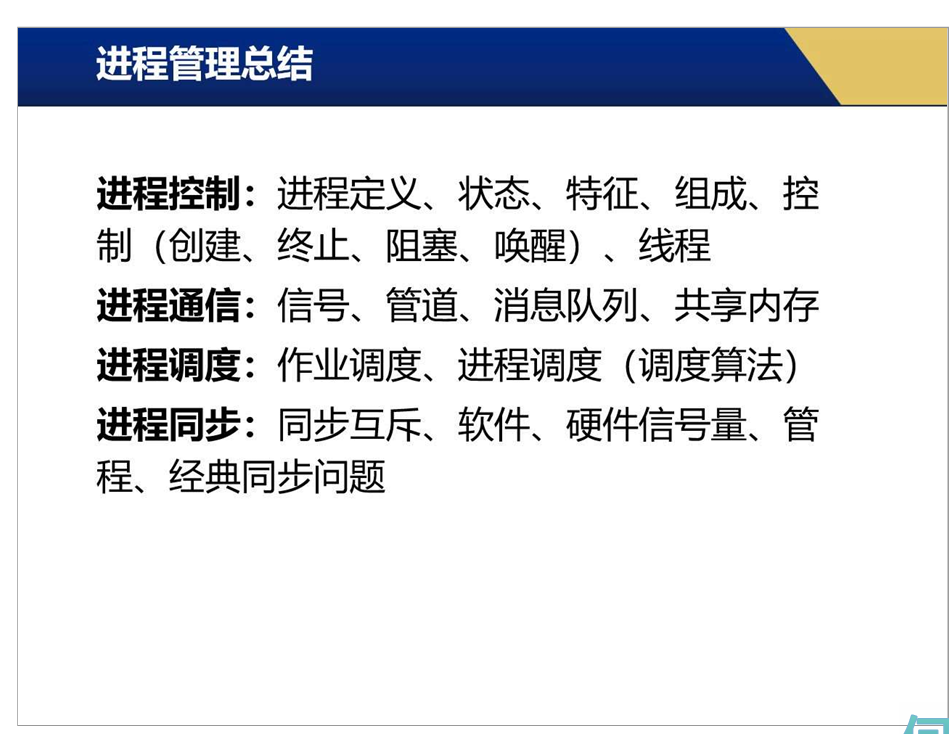 进程管理总结
进程控制：进程定义、状态、特征、组成、控
制（创建、终止、阻塞、唤醒）、线程
进程通信：信号、管道、消息队列、共享内存
进程调度：作业调度、进程调度（调度算法）
进程同步：同步互斥、软件、硬件信号量、管
程、经典同步问题